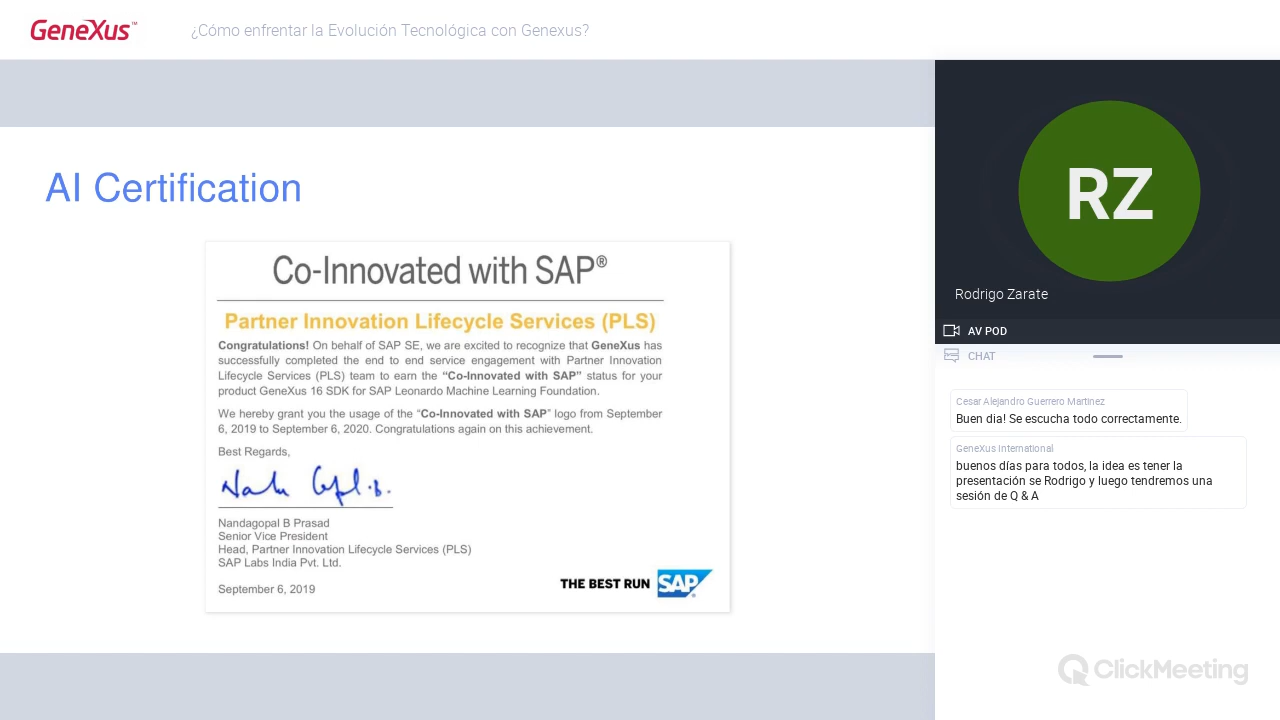 GeneXus™
¿Cómo enfrentar la Evolución Tecnológica con Genexus?
AI Certification
Co-Innovated with SAP®
Partner Innovation Lifecycle Services (PLS)
Congratulations! On behalf of SAP SE, we are excited to recognize that GeneXus has
successfully completed the end to end service engagement with Partner Innovation
Lifecycle Services (PLS) team to earn the “Co-Innovated with SAP” status for your
product GeneXus 16 SDK for SAP Leonardo Machine Learning Foundation.
We hereby grant you the usage of the “Co-Innovated with SAP” logo from September
6, 2019 to September 6, 2020. Congratulations again on this achievement.
Best Regards,
Nandagopal B Prasad
Senior Vice President
Head, Partner Innovation Lifecycle Services (PLS)
SAP Labs India Pvt. Ltd.
September 6, 2019
THE BEST RUN SAP®
RZ
Rodrigo Zarate
AV POD
CHAT
Cesar Alejandro Guerrero Martinez
Buen dia! Se escucha todo correctamente.
GeneXus International
buenos días para todos, la idea es tener la
presentación se Rodrigo y luego tendremos una
sesión de Q & A
ClickMeeting